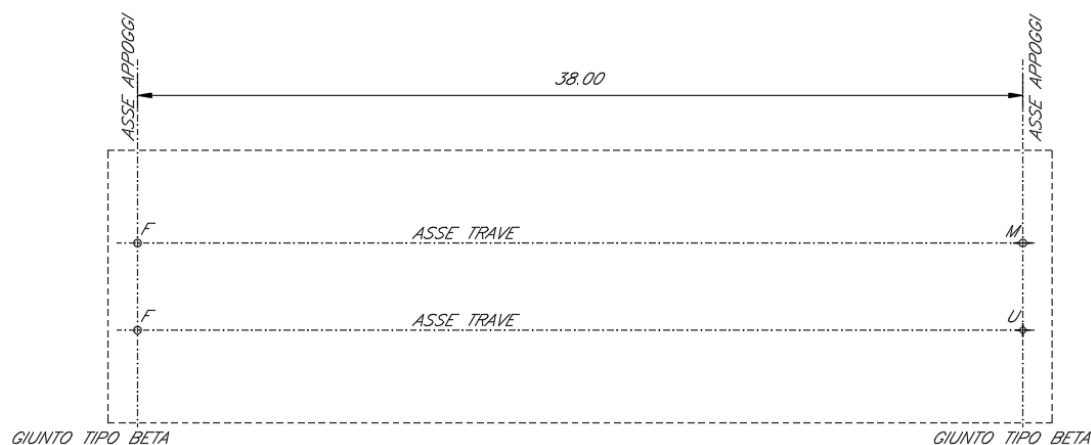 ASSE APPOGGI
ASSE APPOGGI
38.00
F
ASSE TRAVE
M
F
ASSE TRAVE
U
GIUNTO TIPO BETA
GIUNTO TIPO BETA